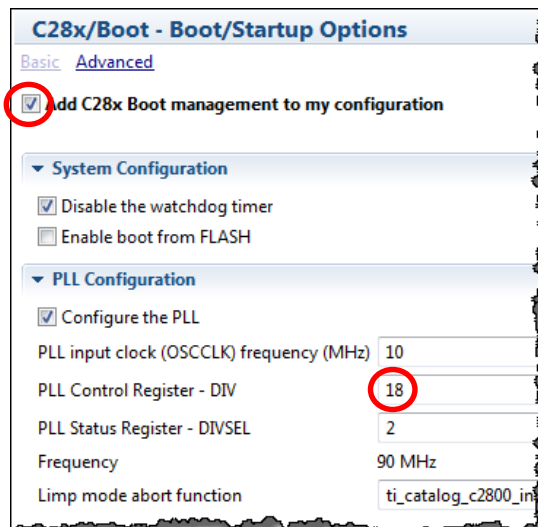 C28x/Boot - Boot/Startup Options
Basic Advanced
Add C28x Boot management to my configuration
System Configuration
Disable the watchdog timer
Enable boot from FLASH
PLL Configuration
Configure the PLL
PLL input clock (OSCCLK) frequency (MHz) 10
PLL Control Register - DIV 18
PLL Status Register - DIVSEL 2
Frequency 90 MHz
Limp mode abort function ti_catalog_c2800_in